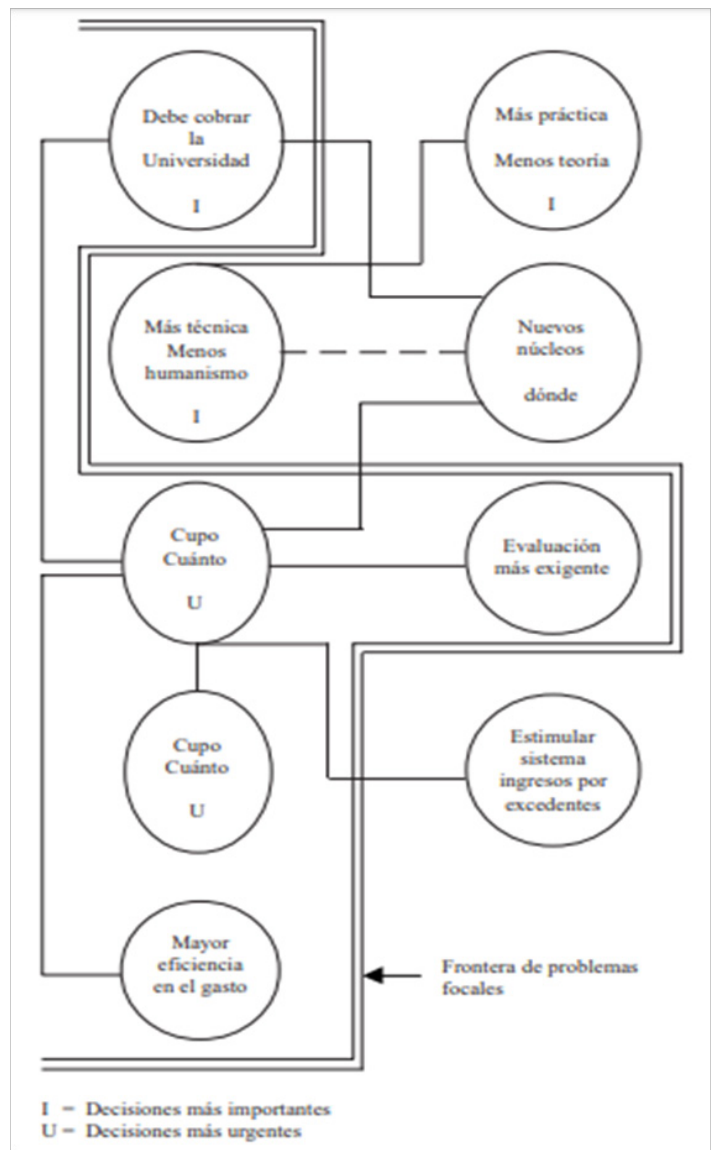 Debe cobrar
la
Universidad
I
Más práctica
Menos teoría
I
Más técnica
Menos
humanismo
I
Nuevos
núcleos
dónde
Cupo
Cuánto
U
Evaluación
más exigente
Cupo
Cuánto
U
Estimular
sistema
ingresos por
excedentes
Mayor
eficiencia
en el gasto
Frontera de problemas
focales
I – Decisiones más importantes
U – Decisiones más urgentes